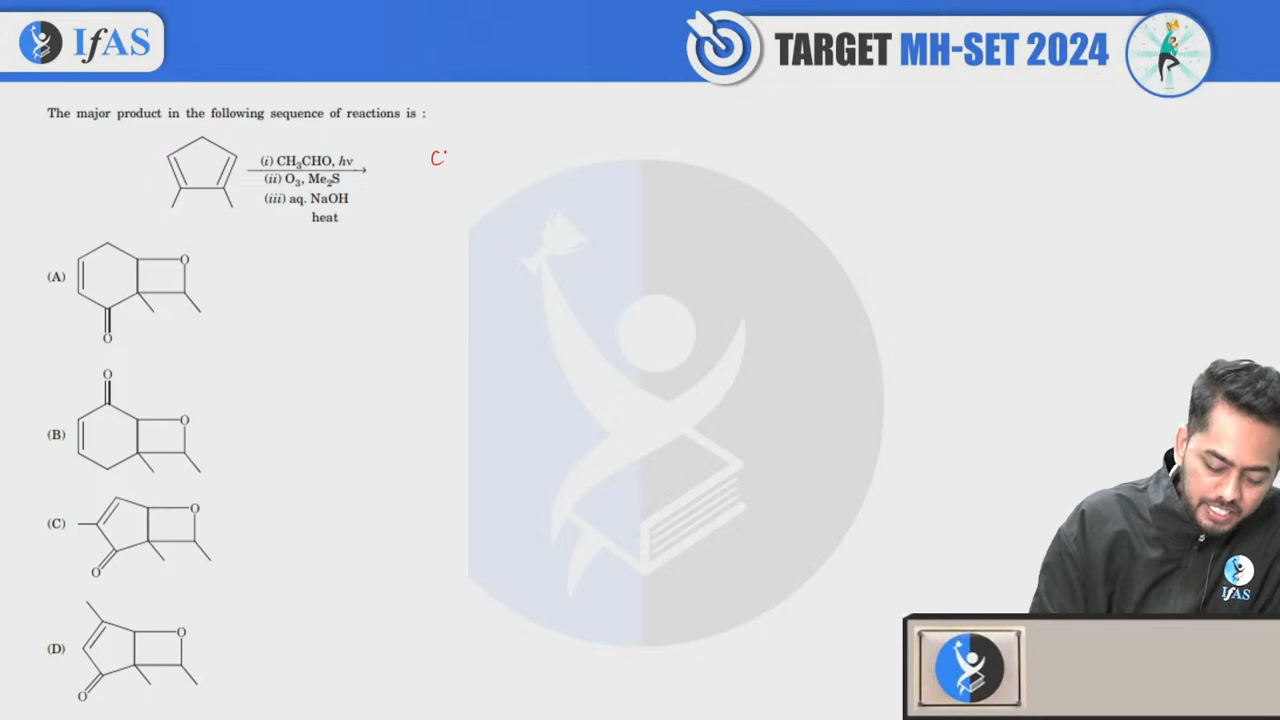 IfAS
TARGET MH-SET 2024
The major product in the following sequence of reactions is :
(i) CH₃CHO, hν
(ii) O₃, Me₂S
(iii) aq. NaOH
heat
(A)
O
O
(B)
O
O
(C)
O
O
(D)
O
O
IfAS